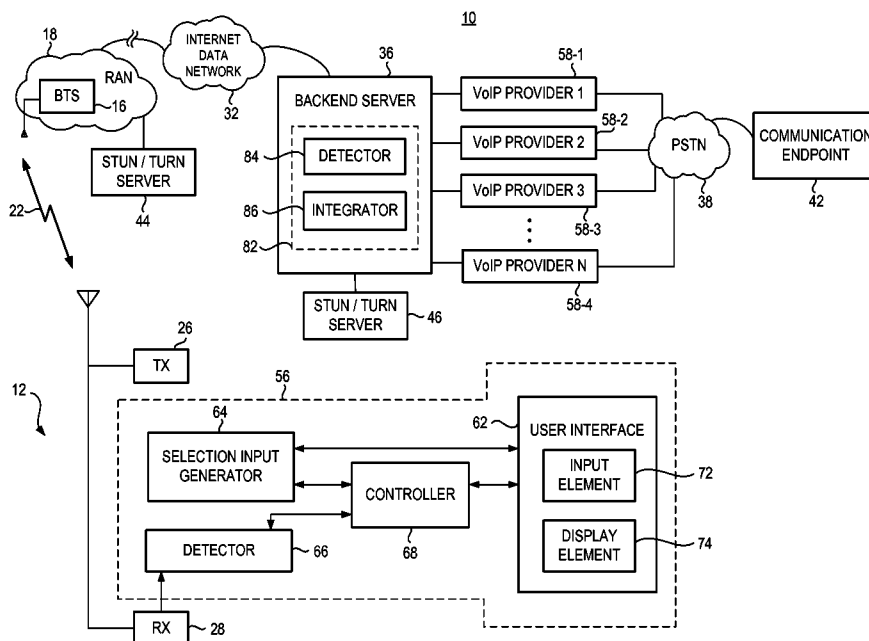 10
18
RAN
BTS
16
INTERNET
DATA
NETWORK
32
36
BACKEND SERVER
84
DETECTOR
86
INTEGRATOR
82
58-1
VoIP PROVIDER 1
58-2
VoIP PROVIDER 2
VoIP PROVIDER 3
58-3
VoIP PROVIDER N
58-4
PSTN
38
COMMUNICATION
ENDPOINT
42
STUN / TURN
SERVER
44
22
STUN / TURN
SERVER
46
26
TX
12
56
64
SELECTION INPUT
GENERATOR
CONTROLLER
68
DETECTOR
66
62
USER INTERFACE
INPUT
ELEMENT
72
DISPLAY
ELEMENT
74
RX
28